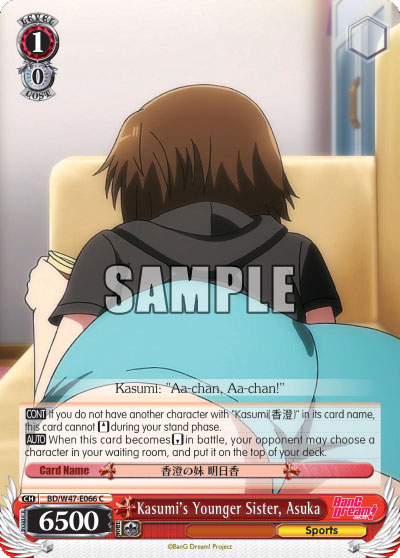 LEVEL
1
0
COST
SAMPLE
Kasumi: "Aa-chan, Aa-chan!"
CONT If you do not have another character with "Kasumi(香澄)" in its card name,
this card cannot during your stand phase.
AUTO When this card becomes in battle, your opponent may choose a
character in your waiting room, and put it on the top of your deck.
Card Name 香澄の妹 明日香
CH BD/W47-E066 C
Kasumi's Younger Sister, Asuka
BanG Dream!
POWER 6500
Sports
©BanG Dream! Project